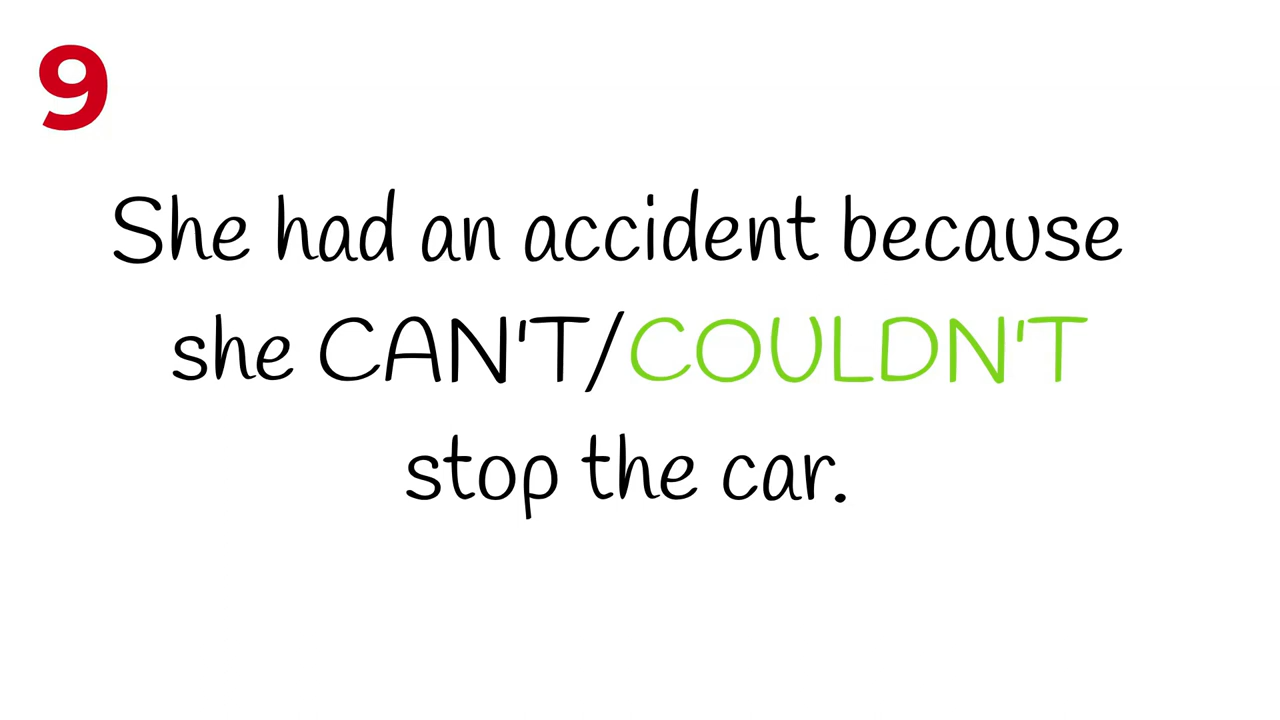 9
She had an accident because
she CAN'T/COULDN'T
stop the car.